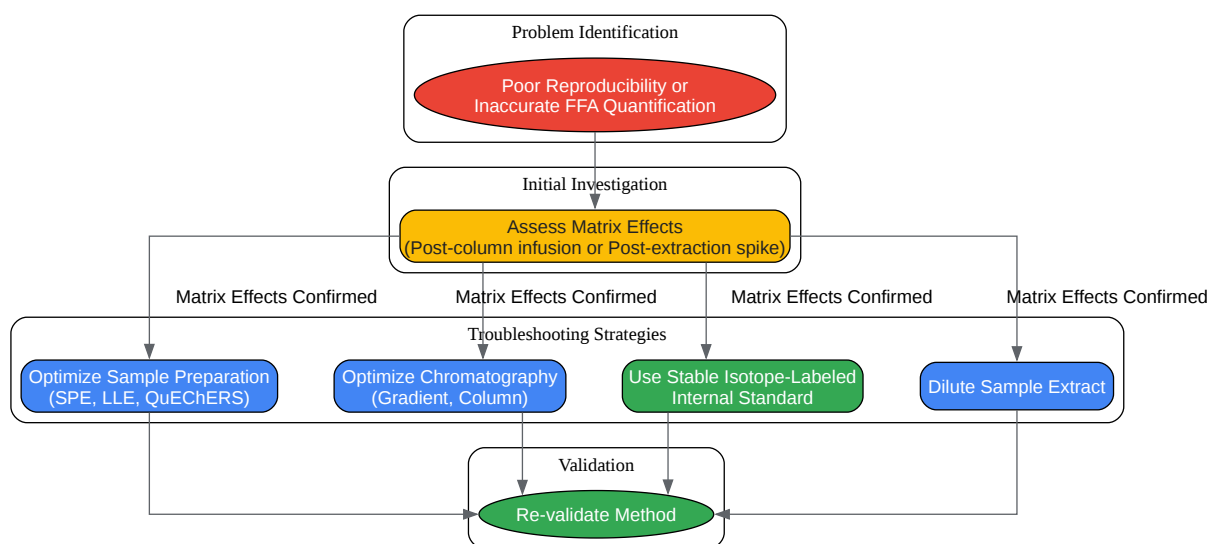 Problem Identification
Poor Reproducibility or
Inaccurate FFA Quantification
Initial Investigation
Assess Matrix Effects
(Post-column infusion or Post-extraction spike)
Matrix Effects Confirmed
Matrix Effects Confirmed
Matrix Effects Confirmed
Matrix Effects Confirmed
Troubleshooting Strategies
Optimize Sample Preparation
(SPE, LLE, QuEChERS)
Optimize Chromatography
(Gradient, Column)
Use Stable Isotope-Labeled
Internal Standard
Dilute Sample Extract
Validation
Re-validate Method